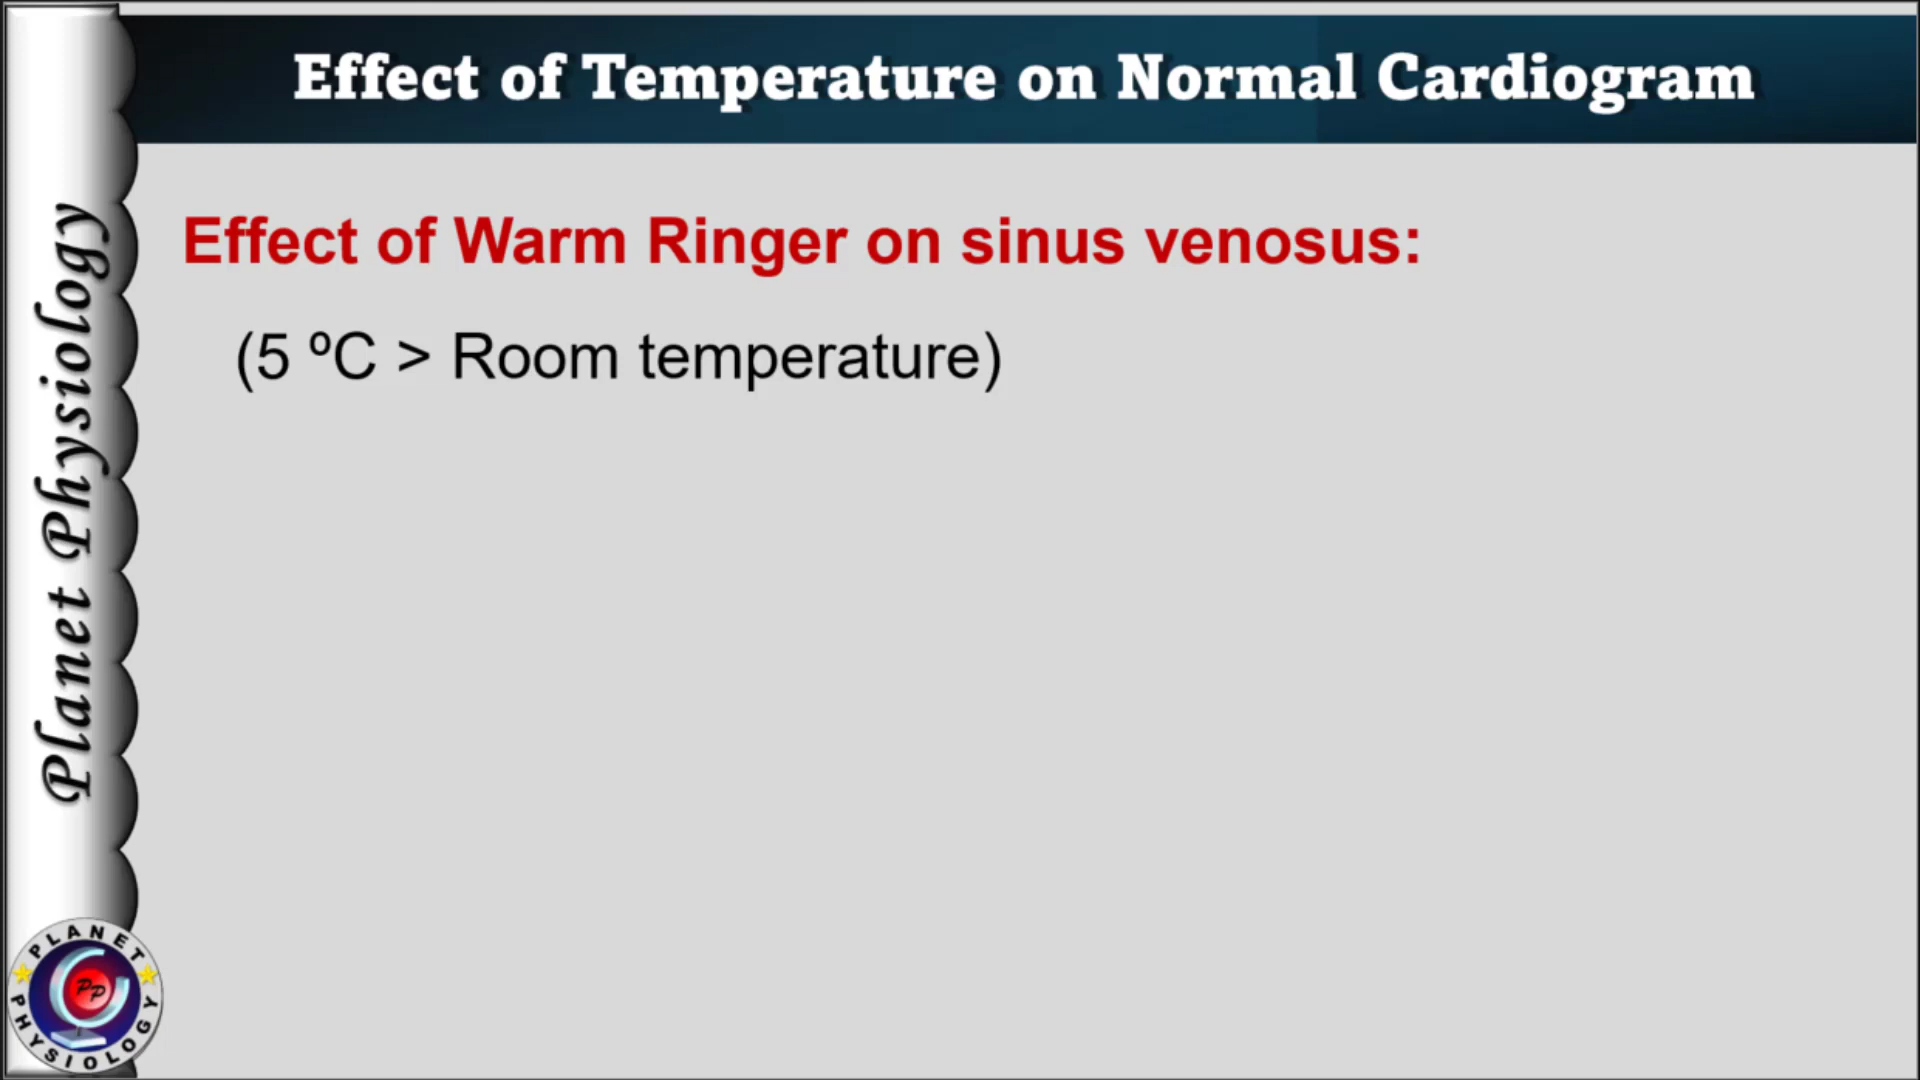 Effect of Temperature on Normal Cardiogram
Effect of Warm Ringer on sinus venosus:
(5 ºC > Room temperature)
Planet Physiology
PLANET
PP
PHYSIOLOGY